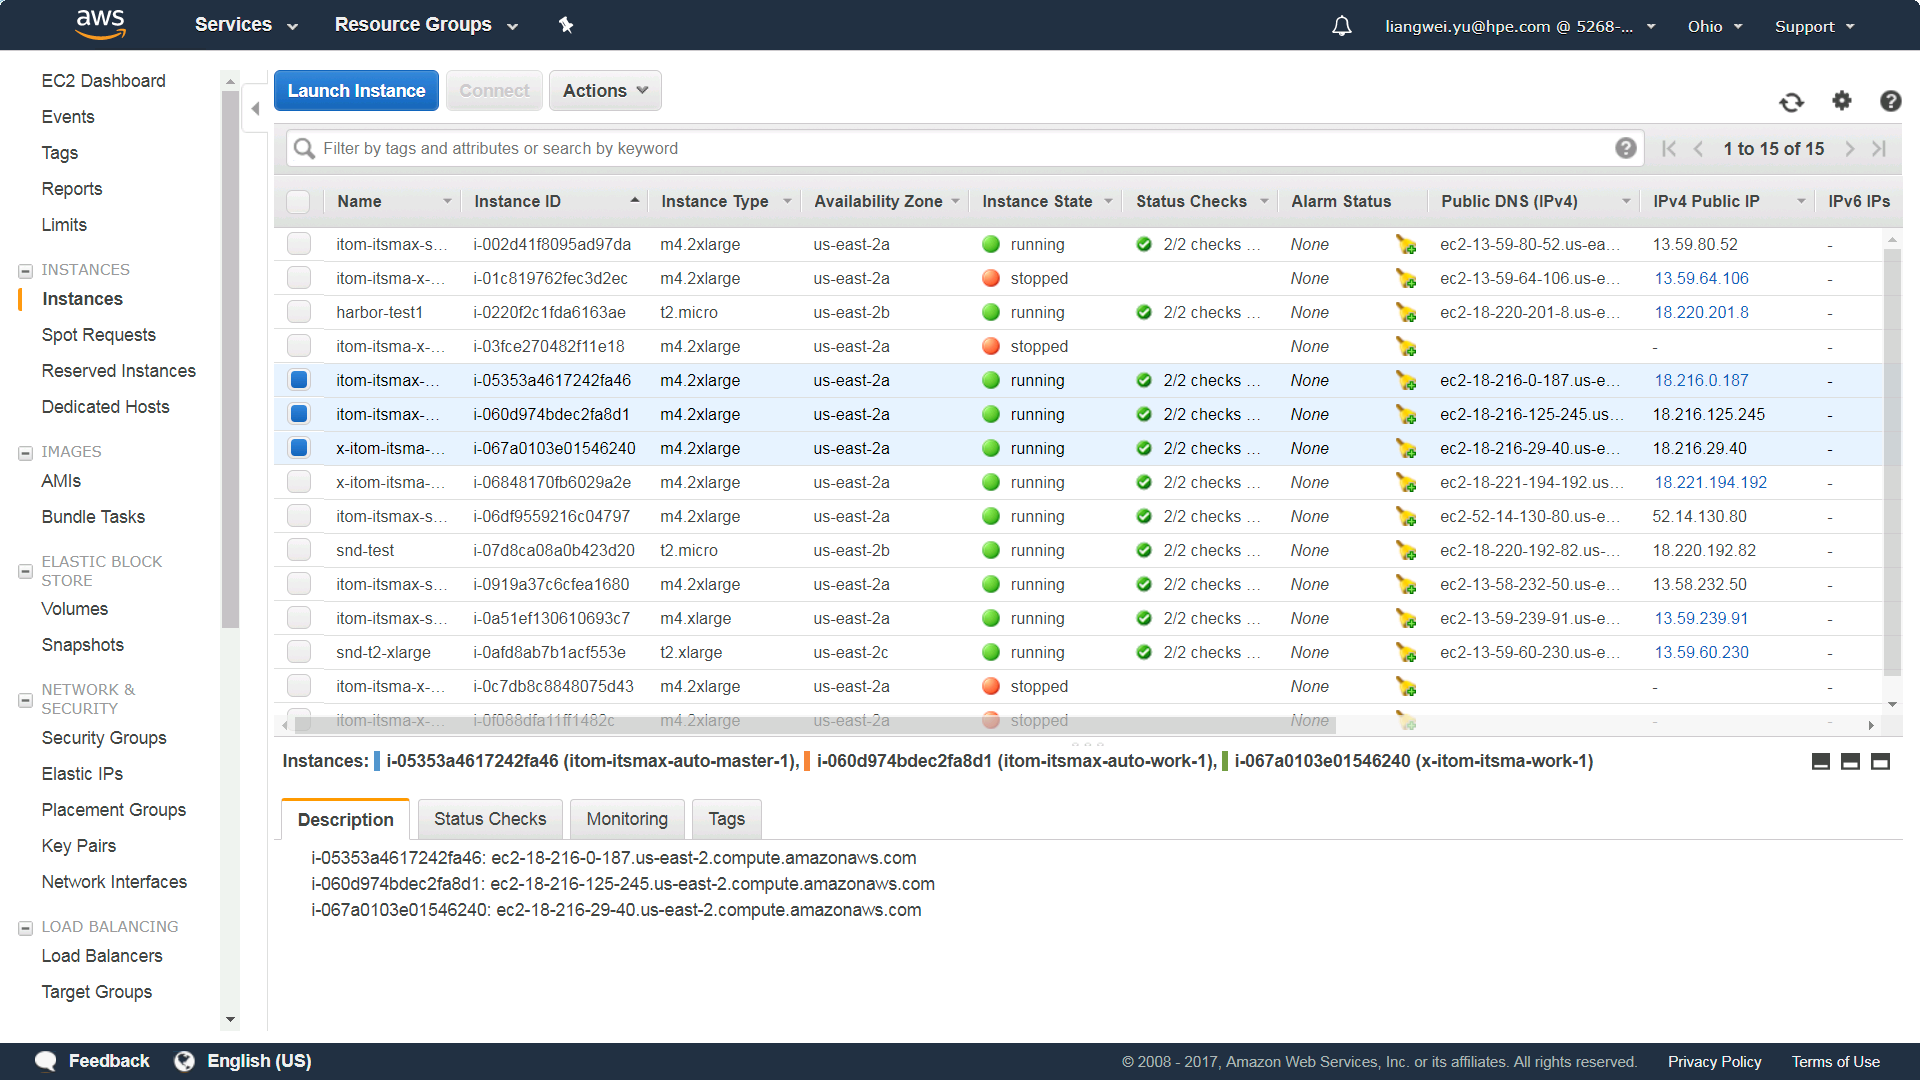 aws Services Resource Groups liangwei.yu@hpe.com @ 5268-... Ohio Support
EC2 Dashboard
Events
Tags
Reports
Limits
INSTANCES
Instances
Spot Requests
Reserved Instances
Dedicated Hosts
IMAGES
AMIs
Bundle Tasks
ELASTIC BLOCK
STORE
Volumes
Snapshots
NETWORK &
SECURITY
Security Groups
Elastic IPs
Placement Groups
Key Pairs
Network Interfaces
LOAD BALANCING
Load Balancers
Target Groups
Launch Instance Connect Actions
Filter by tags and attributes or search by keyword 1 to 15 of 15
Name Instance ID Instance Type Availability Zone Instance State Status Checks Alarm Status Public DNS (IPv4) IPv4 Public IP IPv6 IPs
itom-itsmax-s... i-002d41f8095ad97da m4.2xlarge us-east-2a running 2/2 checks ... None ec2-13-59-80-52.us-ea... 13.59.80.52 -
itom-itsma-x-... i-01c819762fec3d2ec m4.2xlarge us-east-2a stopped None ec2-13-59-64-106.us-e... 13.59.64.106 -
harbor-test1 i-0220f2c1fda6163ae t2.micro us-east-2b running 2/2 checks ... None ec2-18-220-201-8.us-e... 18.220.201.8 -
itom-itsma-x-... i-03fce270482f11e18 m4.2xlarge us-east-2a stopped None - -
itom-itsmax-... i-05353a4617242fa46 m4.2xlarge us-east-2a running 2/2 checks ... None ec2-18-216-0-187.us-e... 18.216.0.187 -
itom-itsmax-... i-060d974bdec2fa8d1 m4.2xlarge us-east-2a running 2/2 checks ... None ec2-18-216-125-245.us... 18.216.125.245 -
x-itom-itsma-... i-067a0103e01546240 m4.2xlarge us-east-2a running 2/2 checks ... None ec2-18-216-29-40.us-e... 18.216.29.40 -
x-itom-itsma-... i-06848170fb6029a2e m4.2xlarge us-east-2a running 2/2 checks ... None ec2-18-221-194-192.us... 18.221.194.192 -
itom-itsmax-s... i-06df9559216c04797 m4.2xlarge us-east-2a running 2/2 checks ... None ec2-52-14-130-80.us-e... 52.14.130.80 -
snd-test i-07d8ca08a0b423d20 t2.micro us-east-2b running 2/2 checks ... None ec2-18-220-192-82.us-... 18.220.192.82 -
itom-itsmax-s... i-0919a37c6cfea1680 m4.2xlarge us-east-2a running 2/2 checks ... None ec2-13-58-232-50.us-e... 13.58.232.50 -
itom-itsmax-s... i-0a51ef130610693c7 m4.xlarge us-east-2a running 2/2 checks ... None ec2-13-59-239-91.us-e... 13.59.239.91 -
snd-t2-xlarge i-0afd8ab7b1acf553e t2.xlarge us-east-2c running 2/2 checks ... None ec2-13-59-60-230.us-e... 13.59.60.230 -
itom-itsma-x-... i-0c7db8c8848075d43 m4.2xlarge us-east-2a stopped None - -
itom-itsma-x-... i-0f088dfa11ff1482c m4.2xlarge us-east-2a stopped None - -
Instances: i-05353a4617242fa46 (itom-itsmax-auto-master-1), i-060d974bdec2fa8d1 (itom-itsmax-auto-work-1), i-067a0103e01546240 (x-itom-itsma-work-1)
Description Status Checks Monitoring Tags
i-05353a4617242fa46: ec2-18-216-0-187.us-east-2.compute.amazonaws.com
i-060d974bdec2fa8d1: ec2-18-216-125-245.us-east-2.compute.amazonaws.com
i-067a0103e01546240: ec2-18-216-29-40.us-east-2.compute.amazonaws.com
Feedback English (US) © 2008 - 2017, Amazon Web Services, Inc. or its affiliates. All rights reserved. Privacy Policy Terms of Use